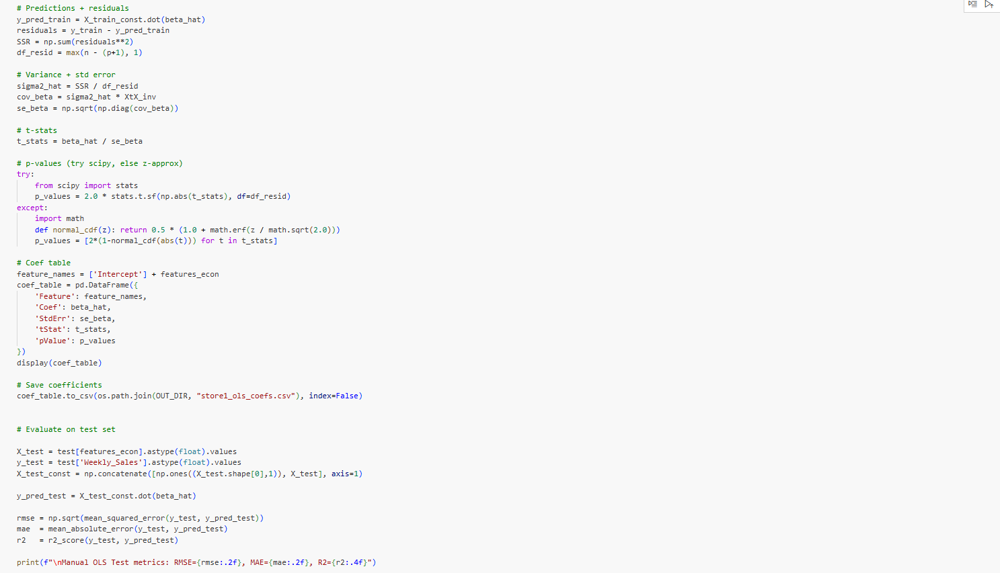 # Predictions + residuals
y_pred_train = X_train_const.dot(beta_hat)
residuals = y_train - y_pred_train
SSR = np.sum(residuals**2)
df_resid = max(n - (p+1), 1)
# Variance + std error
sigma2_hat = SSR / df_resid
cov_beta = sigma2_hat * XtX_inv
se_beta = np.sqrt(np.diag(cov_beta))
# t-stats
t_stats = beta_hat / se_beta
# p-values (try scipy, else z-approx)
try:
    from scipy import stats
    p_values = 2.0 * stats.t.sf(np.abs(t_stats), df=df_resid)
except:
    import math
    def normal_cdf(z): return 0.5 * (1.0 + math.erf(z / math.sqrt(2.0)))
    p_values = [2*(1-normal_cdf(abs(t))) for t in t_stats]
# Coef table
feature_names = ['Intercept'] + features_econ
coef_table = pd.DataFrame({
    'Feature': feature_names,
    'Coef': beta_hat,
    'StdErr': se_beta,
    'tStat': t_stats,
    'pValue': p_values
})
display(coef_table)
# Save coefficients
coef_table.to_csv(os.path.join(OUT_DIR, "store1_ols_coefs.csv"), index=False)
# Evaluate on test set
X_test = test[features_econ].astype(float).values
y_test = test['Weekly_Sales'].astype(float).values
X_test_const = np.concatenate([np.ones((X_test.shape[0],1)), X_test], axis=1)
y_pred_test = X_test_const.dot(beta_hat)
rmse = np.sqrt(mean_squared_error(y_test, y_pred_test))
mae  = mean_absolute_error(y_test, y_pred_test)
r2   = r2_score(y_test, y_pred_test)
print(f"\nManual OLS Test metrics: RMSE={rmse:.2f}, MAE={mae:.2f}, R2={r2:.4f}")